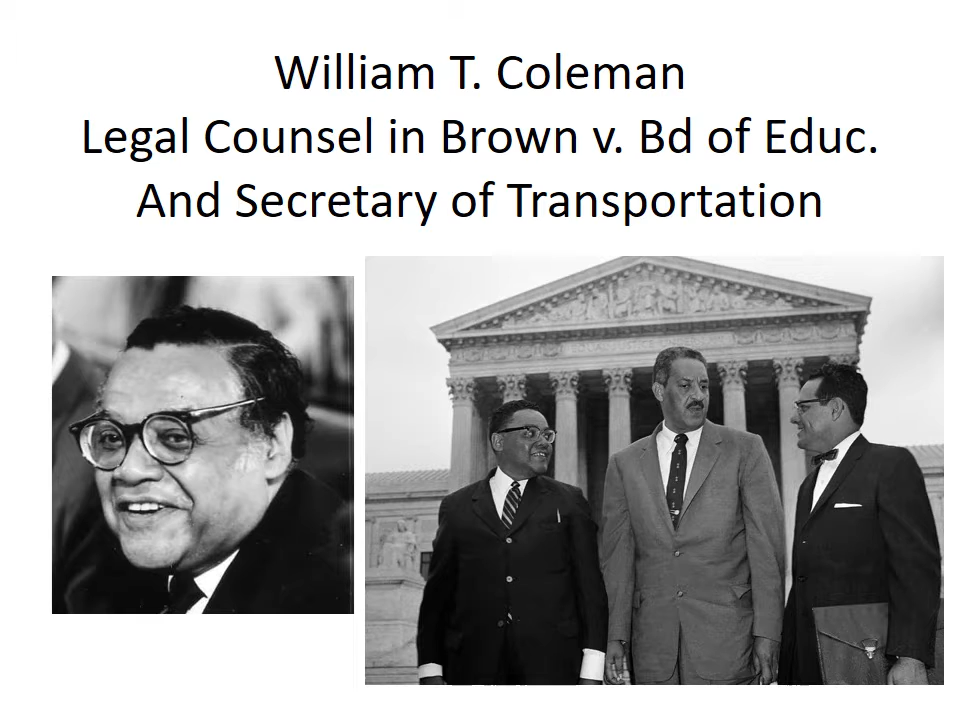 William T. Coleman
Legal Counsel in Brown v. Bd of Educ.
And Secretary of Transportation